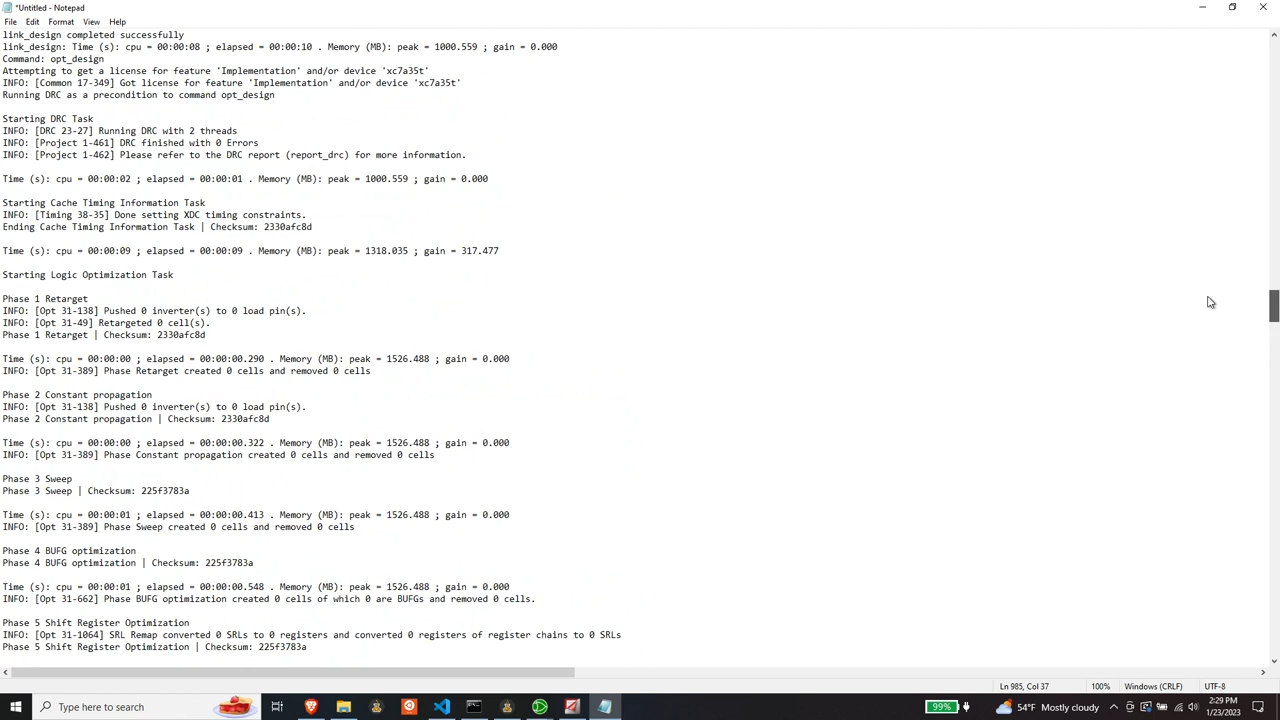 *Untitled - Notepad
File Edit Format View Help
link_design completed successfully
link_design: Time (s): cpu = 00:00:08 ; elapsed = 00:00:10 . Memory (MB): peak = 1000.559 ; gain = 0.000
Command: opt_design
Attempting to get a license for feature 'Implementation' and/or device 'xc7a35t'
INFO: [Common 17-349] Got license for feature 'Implementation' and/or device 'xc7a35t'
Running DRC as a precondition to command opt_design
Starting DRC Task
INFO: [DRC 23-27] Running DRC with 2 threads
INFO: [Project 1-461] DRC finished with 0 Errors
INFO: [Project 1-462] Please refer to the DRC report (report_drc) for more information.
Time (s): cpu = 00:00:02 ; elapsed = 00:00:01 . Memory (MB): peak = 1000.559 ; gain = 0.000
Starting Cache Timing Information Task
INFO: [Timing 38-35] Done setting XDC timing constraints.
Ending Cache Timing Information Task | Checksum: 2330afc8d
Time (s): cpu = 00:00:09 ; elapsed = 00:00:09 . Memory (MB): peak = 1318.035 ; gain = 317.477
Starting Logic Optimization Task
Phase 1 Retarget
INFO: [Opt 31-138] Pushed 0 inverter(s) to 0 load pin(s).
INFO: [Opt 31-49] Retargeted 0 cell(s).
Phase 1 Retarget | Checksum: 2330afc8d
Time (s): cpu = 00:00:00 ; elapsed = 00:00:00.290 . Memory (MB): peak = 1526.488 ; gain = 0.000
INFO: [Opt 31-389] Phase Retarget created 0 cells and removed 0 cells
Phase 2 Constant propagation
INFO: [Opt 31-138] Pushed 0 inverter(s) to 0 load pin(s).
Phase 2 Constant propagation | Checksum: 2330afc8d
Time (s): cpu = 00:00:00 ; elapsed = 00:00:00.322 . Memory (MB): peak = 1526.488 ; gain = 0.000
INFO: [Opt 31-389] Phase Constant propagation created 0 cells and removed 0 cells
Phase 3 Sweep
Phase 3 Sweep | Checksum: 225f3783a
Time (s): cpu = 00:00:01 ; elapsed = 00:00:00.413 . Memory (MB): peak = 1526.488 ; gain = 0.000
INFO: [Opt 31-389] Phase Sweep created 0 cells and removed 0 cells
Phase 4 BUFG optimization
Phase 4 BUFG optimization | Checksum: 225f3783a
Time (s): cpu = 00:00:01 ; elapsed = 00:00:00.548 . Memory (MB): peak = 1526.488 ; gain = 0.000
INFO: [Opt 31-662] Phase BUFG optimization created 0 cells of which 0 are BUFGs and removed 0 cells.
Phase 5 Shift Register Optimization
INFO: [Opt 31-1064] SRL Remap converted 0 SRLs to 0 registers and converted 0 registers of register chains to 0 SRLs
Phase 5 Shift Register Optimization | Checksum: 225f3783a
Ln 985, Col 37 100% Windows (CRLF) UTF-8
Type here to search 99% 54°F Mostly cloudy 2:29 PM
1/23/2023